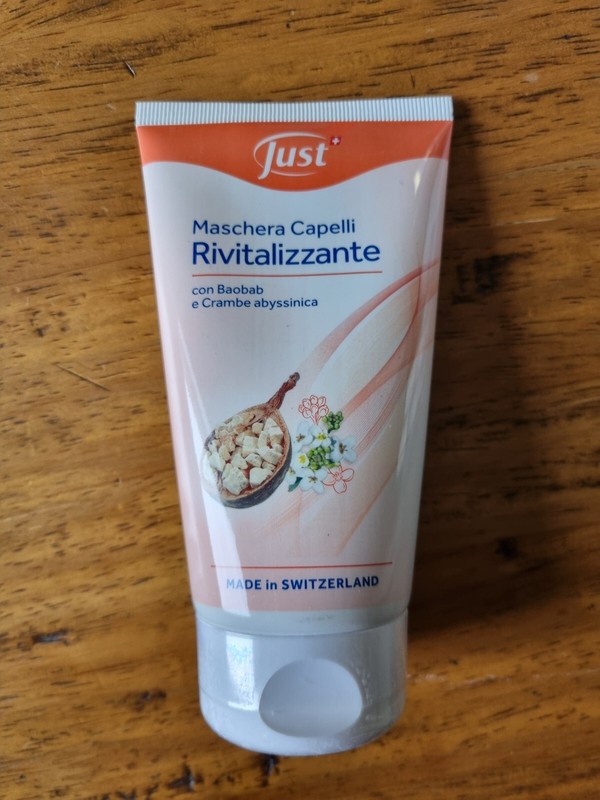 Just
Maschera Capelli
Rivitalizzante
con Baobab
e Crambe abyssinica
MADE in SWITZERLAND